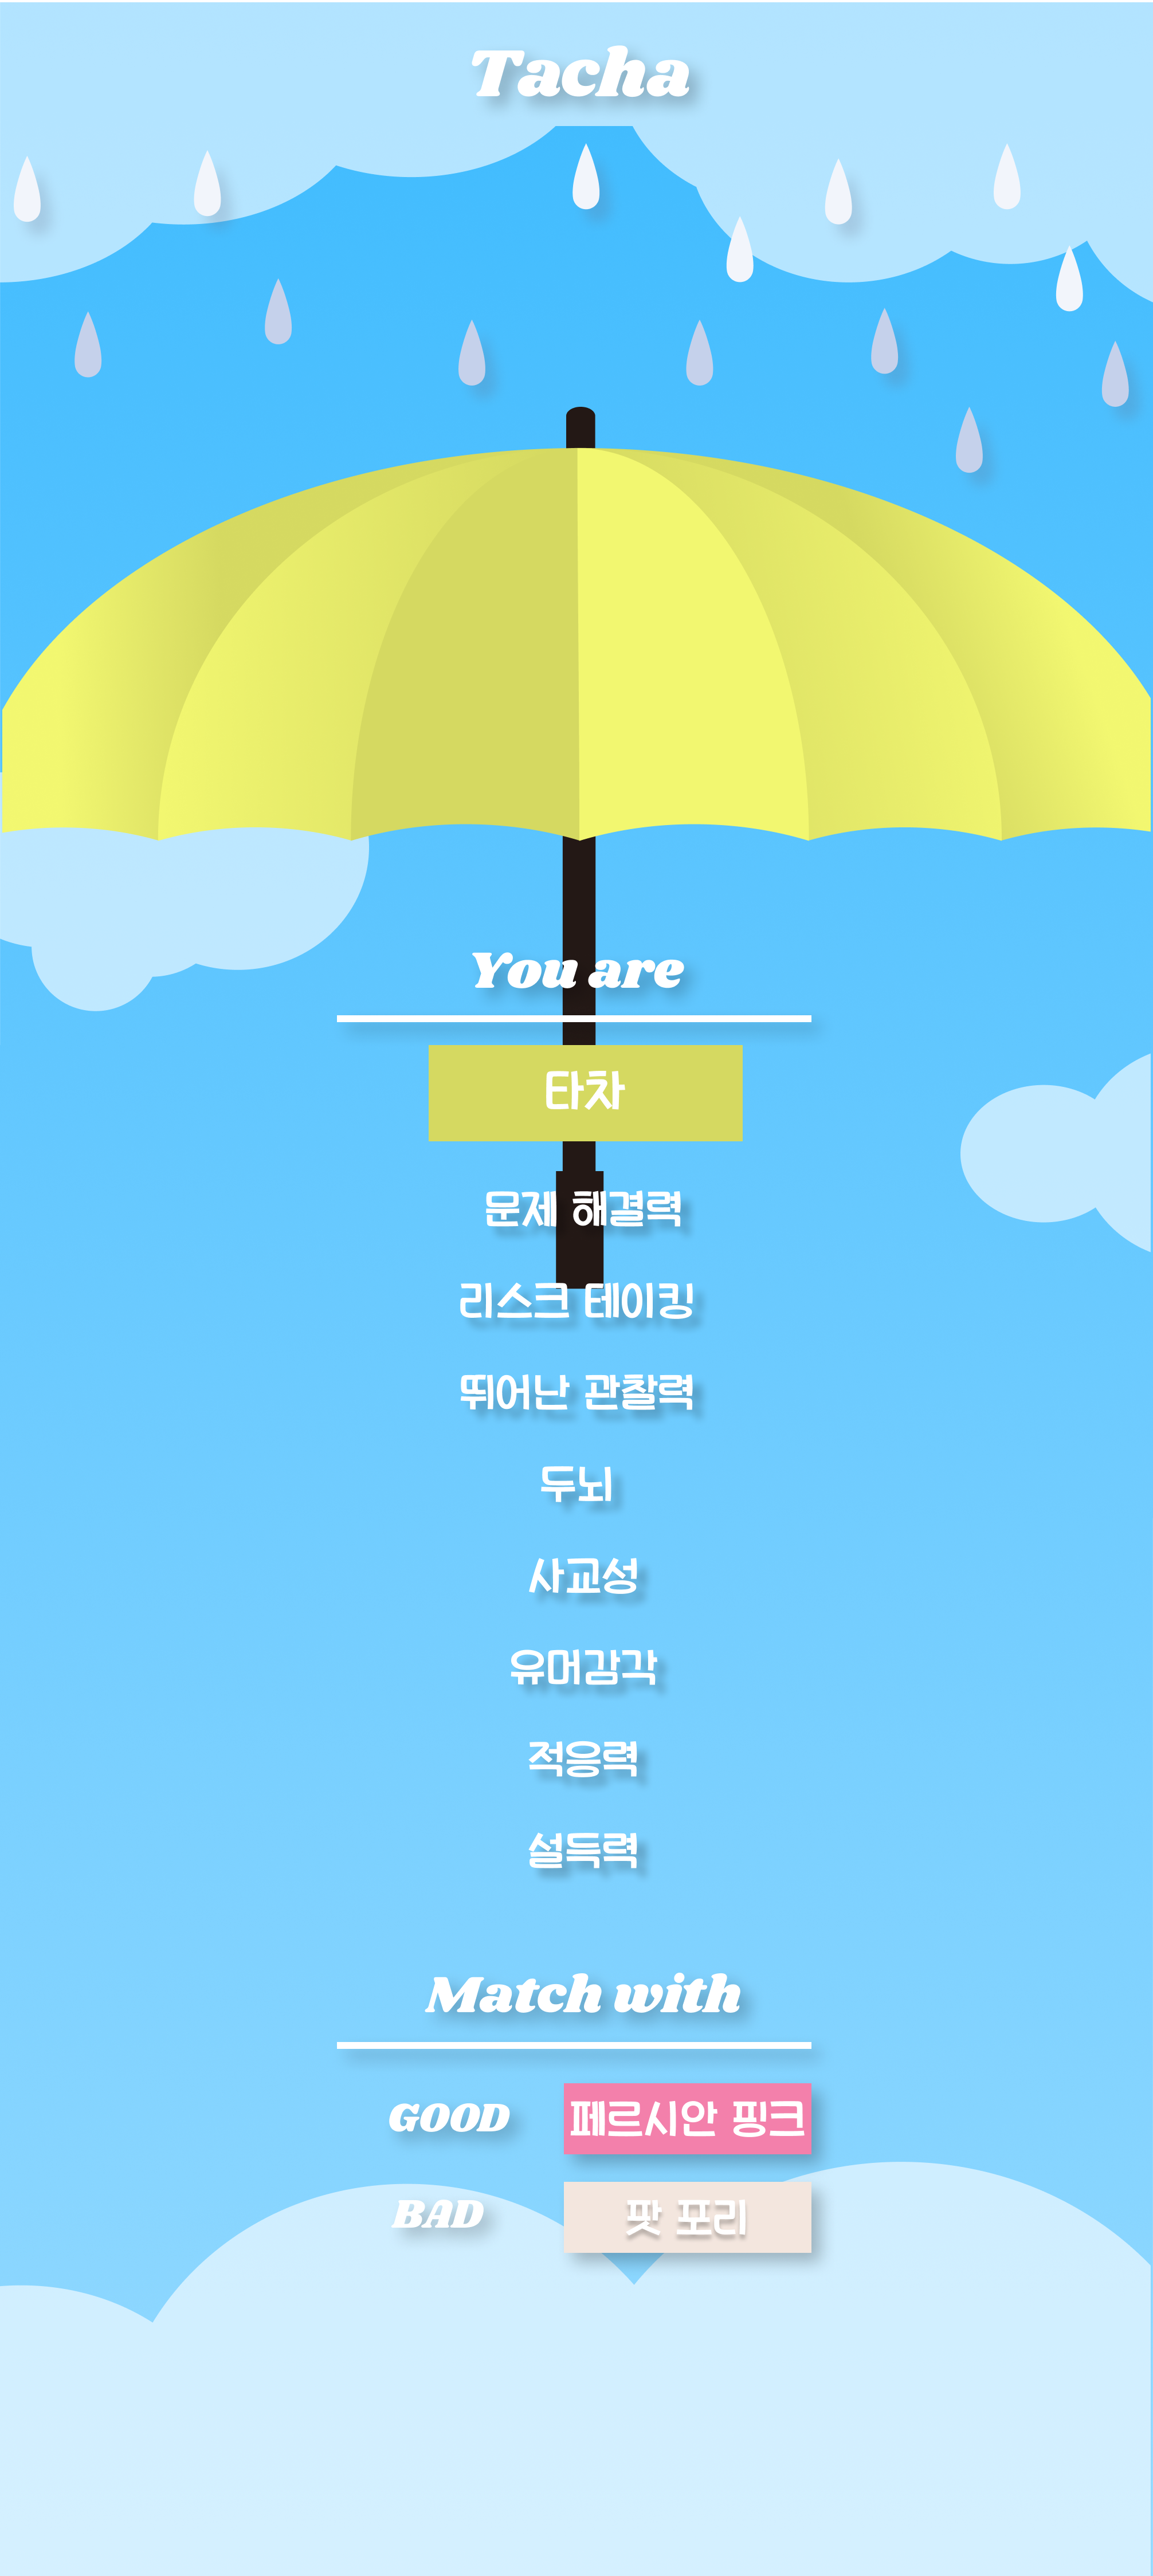 Tacha
You are
타차
문제 해결력
리스크 테이킹
뛰어난 관찰력
두뇌
사교성
유머감각
적응력
설득력
Match with
GOOD 페르시안 핑크
BAD 팟 포리